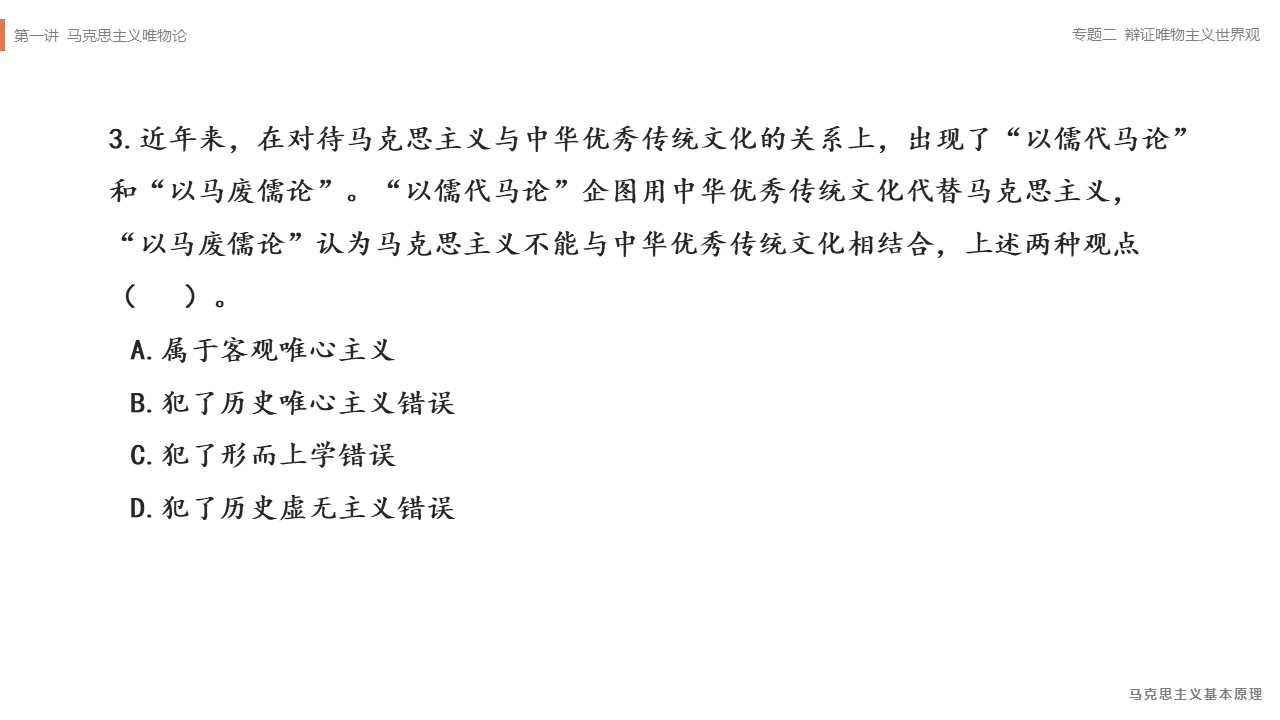 第一讲 马克思主义唯物论
专题二 辩证唯物主义世界观
3.近年来，在对待马克思主义与中华优秀传统文化的关系上，出现了“以儒代马论”
和“以马废儒论”。“以儒代马论”企图用中华优秀传统文化代替马克思主义，
“以马废儒论”认为马克思主义不能与中华优秀传统文化相结合，上述两种观点
（ ）。
A.属于客观唯心主义
B.犯了历史唯心主义错误
C.犯了形而上学错误
D.犯了历史虚无主义错误
马克思主义基本原理